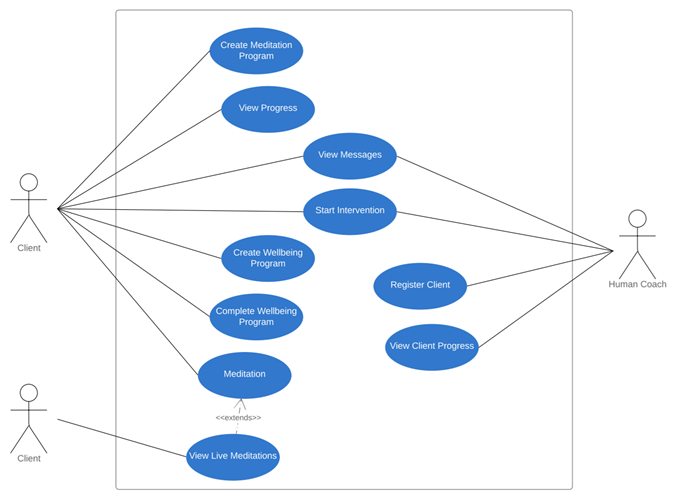 Create Meditation
Program
View Progress
View Messages
Start Intervention
Client
Create Wellbeing
Program
Register Client
Human Coach
Complete Wellbeing
Program
View Client Progress
Meditation
<<extends>>
Client
View Live Meditations